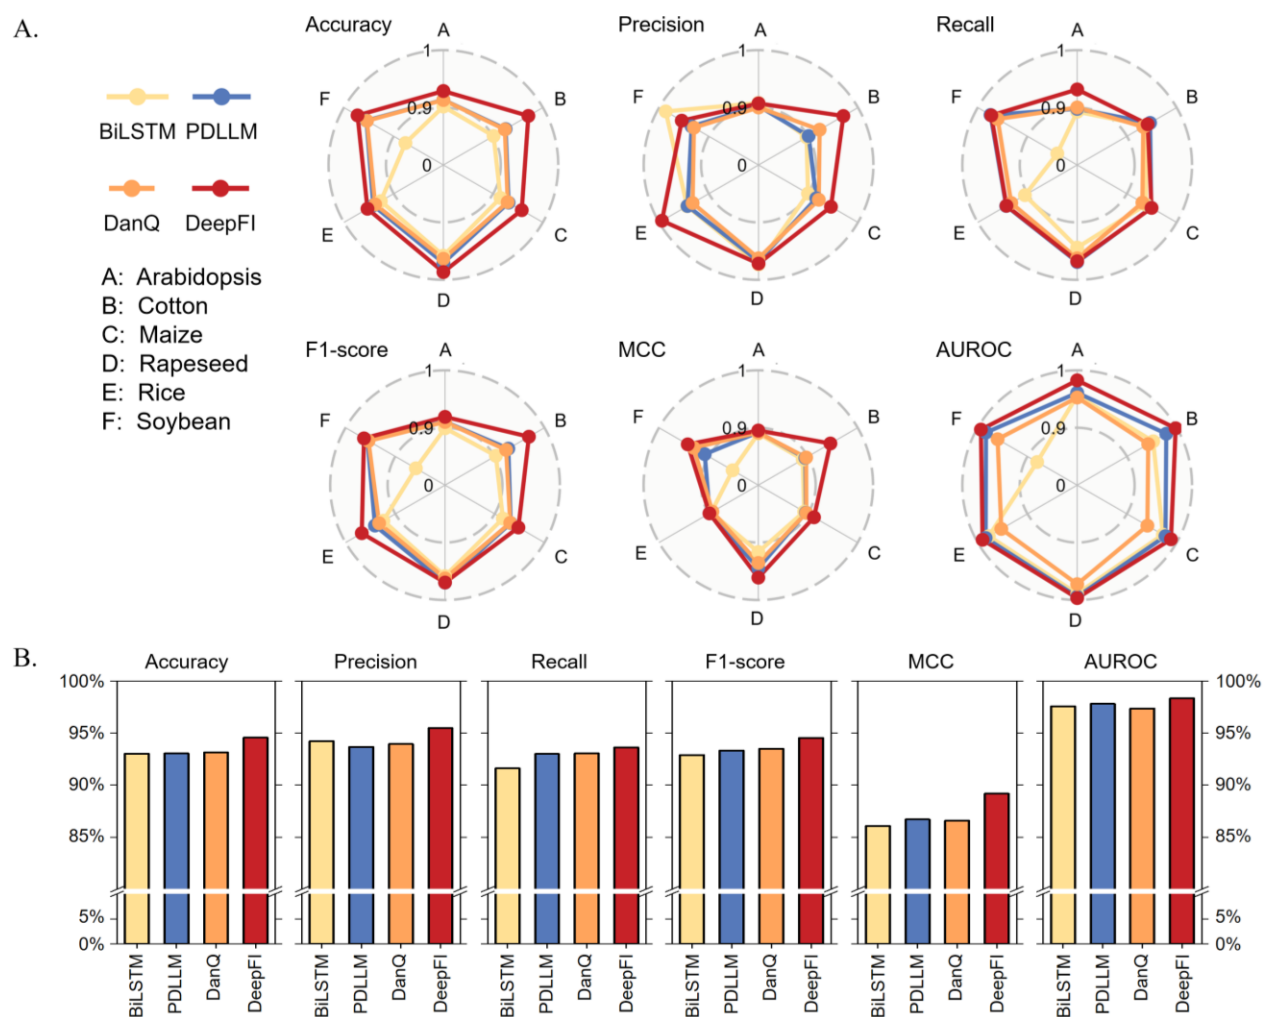 A.
Accuracy
A
1
0.9
0
B
C
D
E
F
Precision
A
1
0.9
0
B
C
D
E
F
Recall
A
1
0.9
0
B
C
D
E
F
BiLSTM PDLLM
DanQ DeepFI
A: Arabidopsis
B: Cotton
C: Maize
D: Rapeseed
E: Rice
F: Soybean
F1-score
A
1
0.9
0
B
C
D
E
F
MCC
A
1
0.9
0
B
C
D
E
F
AUROC
A
1
0.9
0
B
C
D
E
F
B.
Accuracy Precision Recall F1-score MCC AUROC
100% 100%
95% 95%
90% 90%
85% 85%
5% 5%
0% 0%
BiLSTM PDLLM DanQ DeepFI BiLSTM PDLLM DanQ DeepFI BiLSTM PDLLM DanQ DeepFI BiLSTM PDLLM DanQ DeepFI BiLSTM PDLLM DanQ DeepFI BiLSTM PDLLM DanQ DeepFI